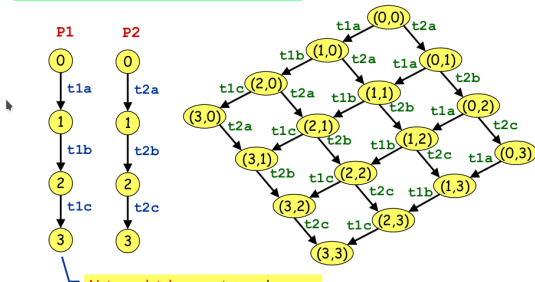 P1 P2
0 0
t1a t2a
1 1
t1b t2b
2 2
t1c t2c
3 3
(0,0)
t1a t2a
(1,0) (0,1)
t1b t2a t1a t2b
(2,0) (1,1) (0,2)
t1c t2a t1b t2b t1a t2c
(3,0) (2,1) (1,2) (0,3)
t2a t1c t2b t1b t2c t1a
(3,1) (2,2) (1,3)
t2b t1c t2c t1b
(3,2) (2,3)
t2c t1c
(3,3)